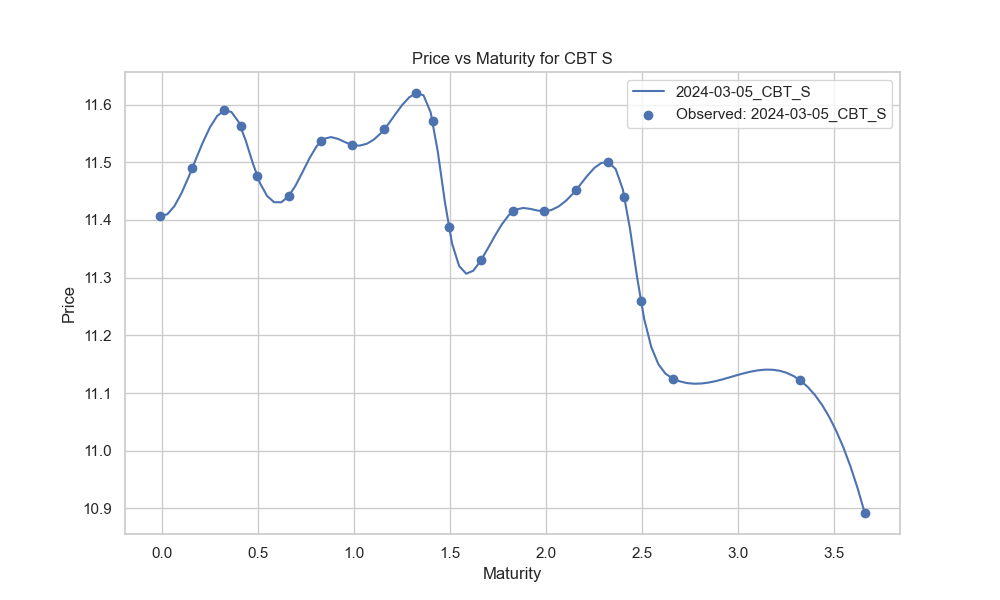 Price vs Maturity for CBT S
2024-03-05_CBT_S
Observed: 2024-03-05_CBT_S
Price
11.6
11.5
11.4
11.3
11.2
11.1
11.0
10.9
0.0 0.5 1.0 1.5 2.0 2.5 3.0 3.5
Maturity